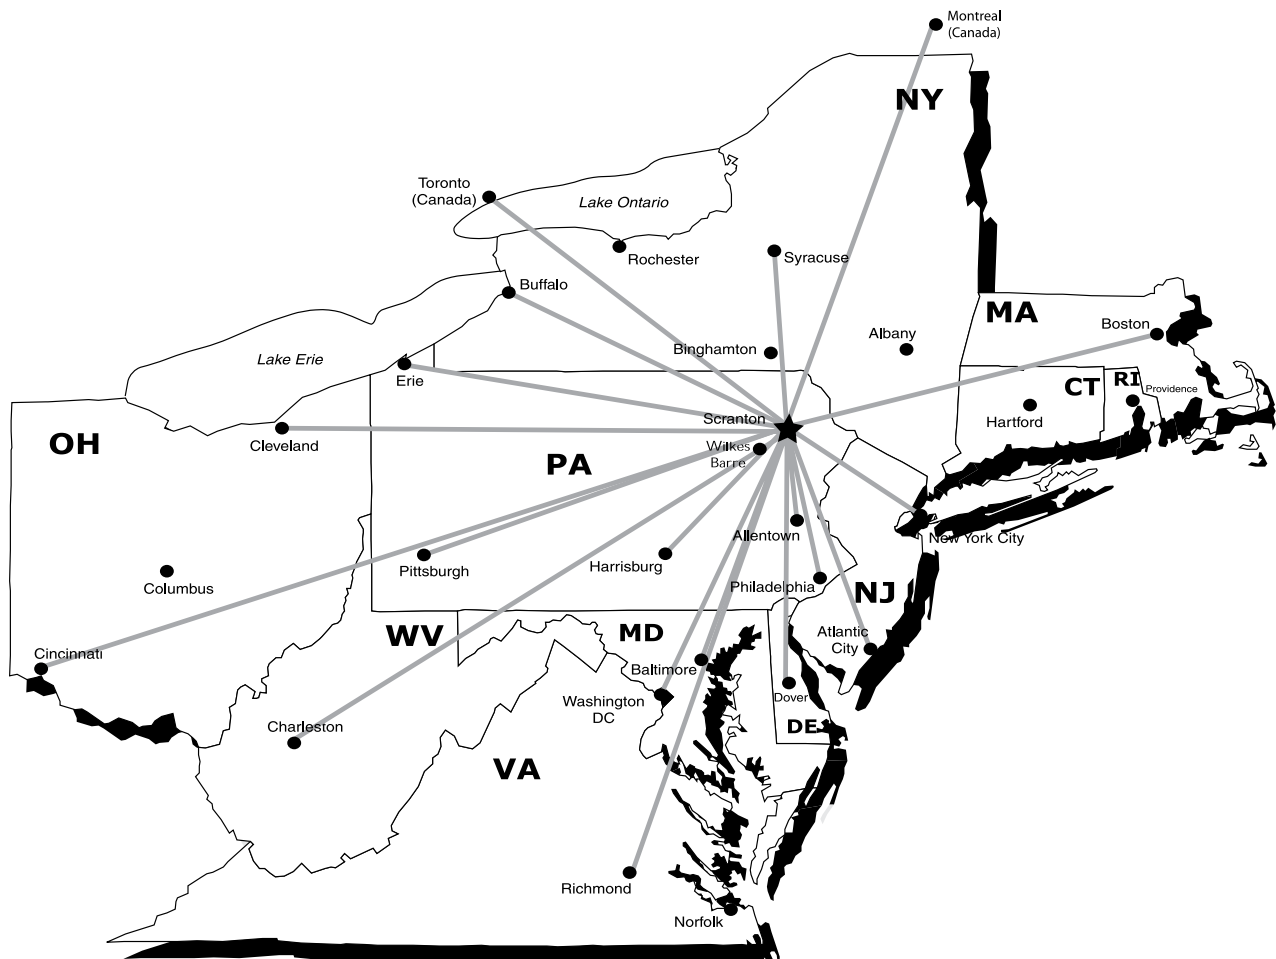 Montreal
(Canada)
NY
Toronto
(Canada)
Lake Ontario
Rochester
Syracuse
Buffalo
MA
Boston
Albany
Binghamton
Lake Erie
Erie
CT
RI
Providence
Hartford
Scranton
OH
Cleveland
Wilkes
Barre
PA
Allentown
New York City
Pittsburgh
Harrisburg
Columbus
Philadelphia
NJ
WV
MD
Atlantic
City
Cincinnati
Baltimore
Washington
DC
Dover
DE
Charleston
VA
Richmond
Norfolk